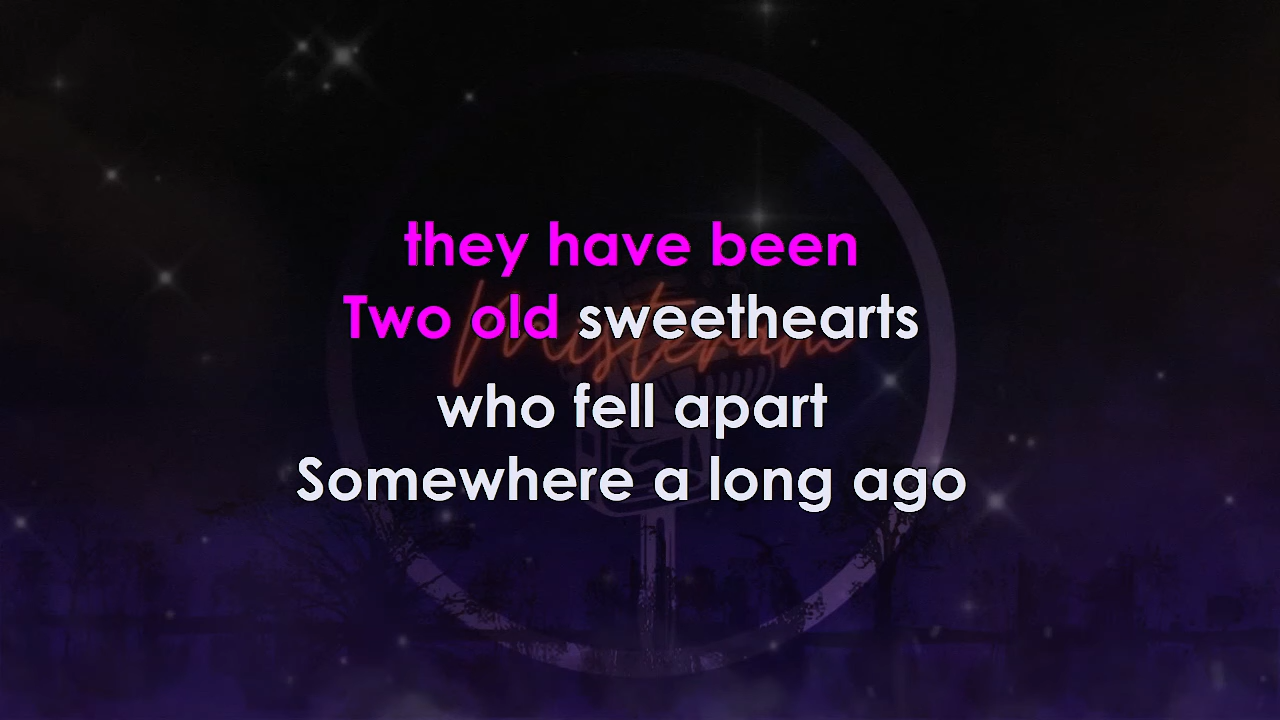 they have been
Two old sweethearts
who fell apart
Somewhere a long ago